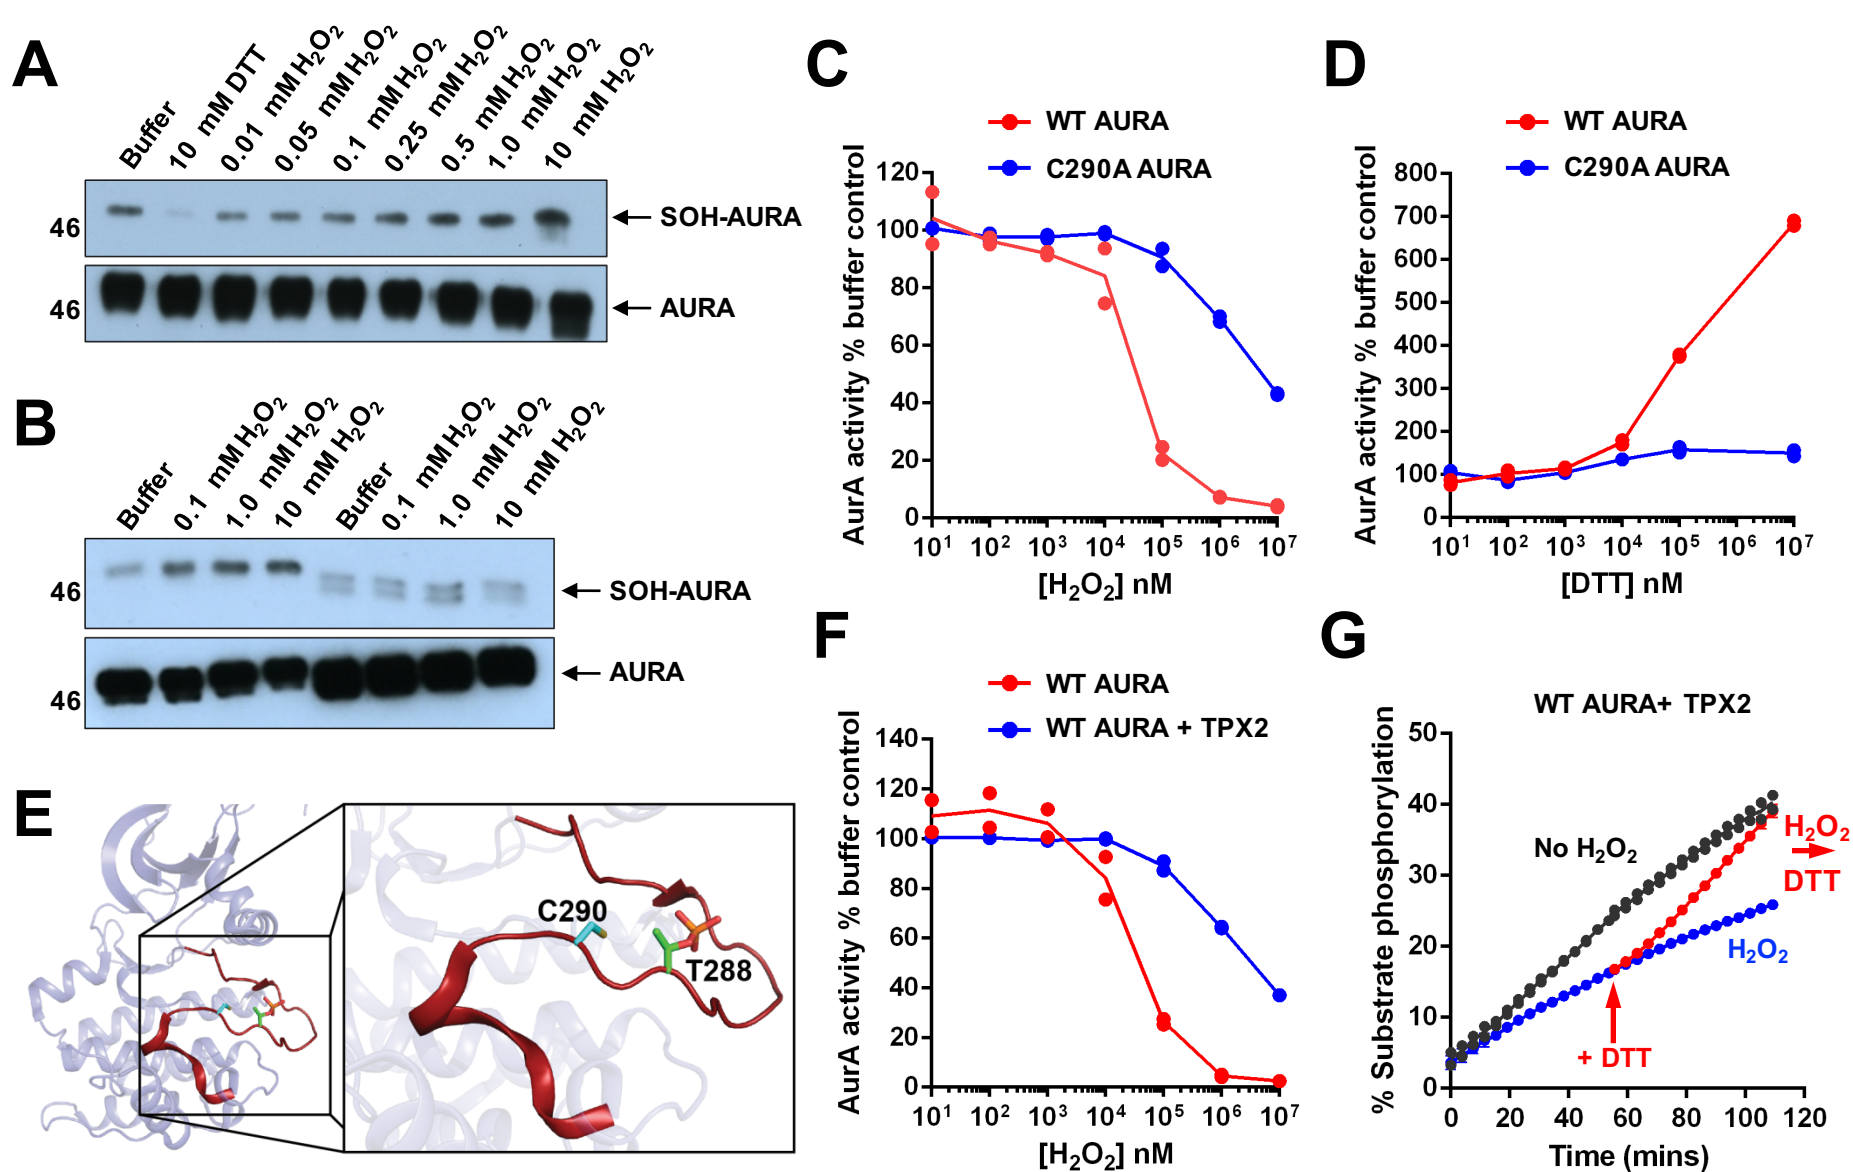 A
Buffer
10 mM DTT
0.01 mM H₂O₂
0.05 mM H₂O₂
0.1 mM H₂O₂
0.25 mM H₂O₂
0.5 mM H₂O₂
1.0 mM H₂O₂
10 mM H₂O₂
46
SOH-AURA
46
AURA
B
Buffer
0.1 mM H₂O₂
1.0 mM H₂O₂
10 mM H₂O₂
Buffer
0.1 mM H₂O₂
1.0 mM H₂O₂
10 mM H₂O₂
46
SOH-AURA
46
AURA
C
WT AURA
C290A AURA
AurA activity % buffer control
120
100
80
60
40
20
0
10¹ 10² 10³ 10⁴ 10⁵ 10⁶ 10⁷
[H₂O₂] nM
D
WT AURA
C290A AURA
AurA activity % buffer control
800
700
600
500
400
300
200
100
0
10¹ 10² 10³ 10⁴ 10⁵ 10⁶ 10⁷
[DTT] nM
E
C290
T288
F
WT AURA
WT AURA + TPX2
AurA activity % buffer control
140
120
100
80
60
40
20
0
10¹ 10² 10³ 10⁴ 10⁵ 10⁶ 10⁷
[H₂O₂] nM
G
WT AURA+ TPX2
% Substrate phosphorylation
50
40
30
20
10
0
No H₂O₂
H₂O₂
DTT
H₂O₂
+ DTT
0 20 40 60 80 100 120
Time (mins)